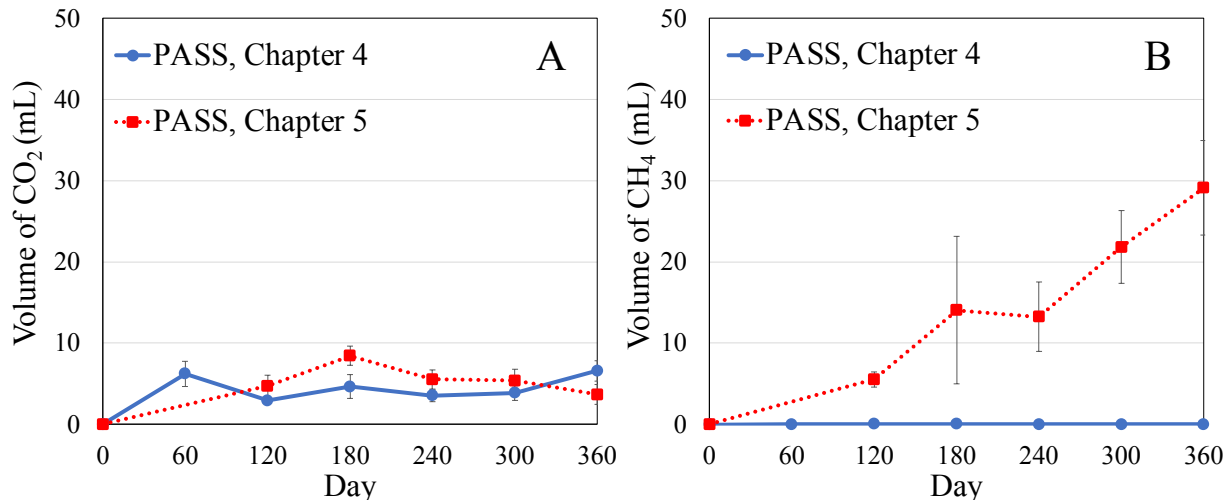 A
PASS, Chapter 4
PASS, Chapter 5
Volume of CO₂ (mL)
50
40
30
20
10
0
0 60 120 180 240 300 360
Day
B
PASS, Chapter 4
PASS, Chapter 5
Volume of CH₄ (mL)
50
40
30
20
10
0
0 60 120 180 240 300 360
Day